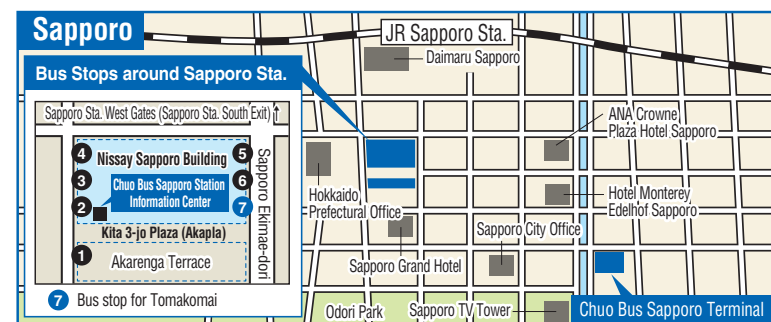 Sapporo
JR Sapporo Sta.
Daimaru Sapporo
Bus Stops around Sapporo Sta.
Sapporo Sta. West Gates (Sapporo Sta. South Exit)↑
4 Nissay Sapporo Building 5
3 Chuo Bus Sapporo Station 6
2 Information Center 7
Sapporo Ekimae-dori
Kita 3-jo Plaza (Akapla)
1 Akarenga Terrace
7 Bus stop for Tomakomai
ANA Crowne
Plaza Hotel Sapporo
Hokkaido
Prefectural Office
Hotel Monterey
Edelhof Sapporo
Sapporo City Office
Sapporo Grand Hotel
Odori Park
Sapporo TV Tower
Chuo Bus Sapporo Terminal